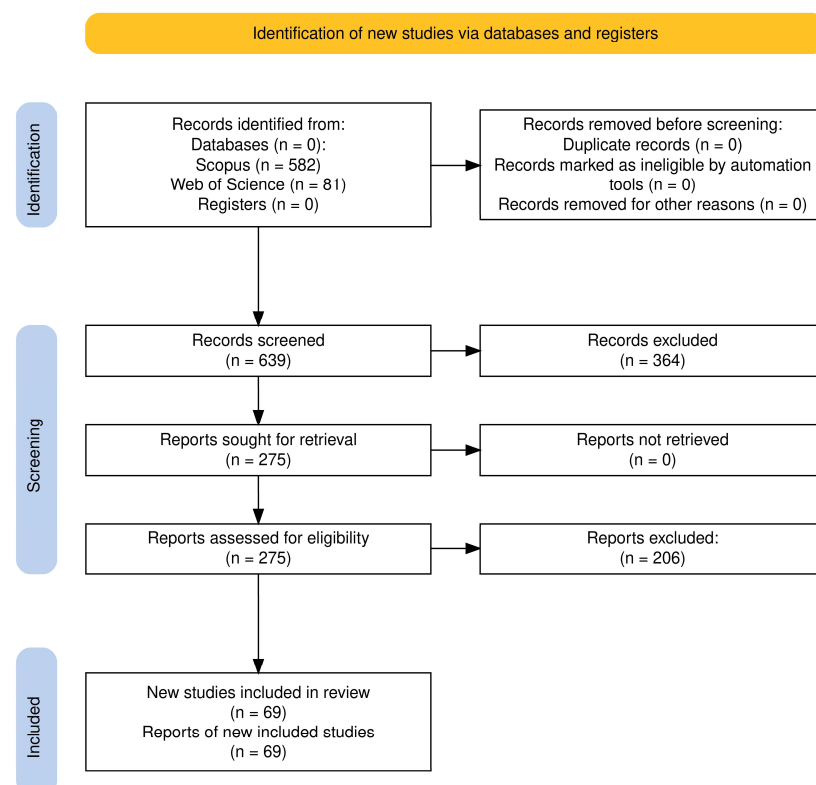 Identification of new studies via databases and registers
Identification
Records identified from:
Databases (n = 0):
Scopus (n = 582)
Web of Science (n = 81)
Registers (n = 0)
Records removed before screening:
Duplicate records (n = 0)
Records marked as ineligible by automation
tools (n = 0)
Records removed for other reasons (n = 0)
Screening
Records screened
(n = 639)
Records excluded
(n = 364)
Reports sought for retrieval
(n = 275)
Reports not retrieved
(n = 0)
Reports assessed for eligibility
(n = 275)
Reports excluded:
(n = 206)
Included
New studies included in review
(n = 69)
Reports of new included studies
(n = 69)